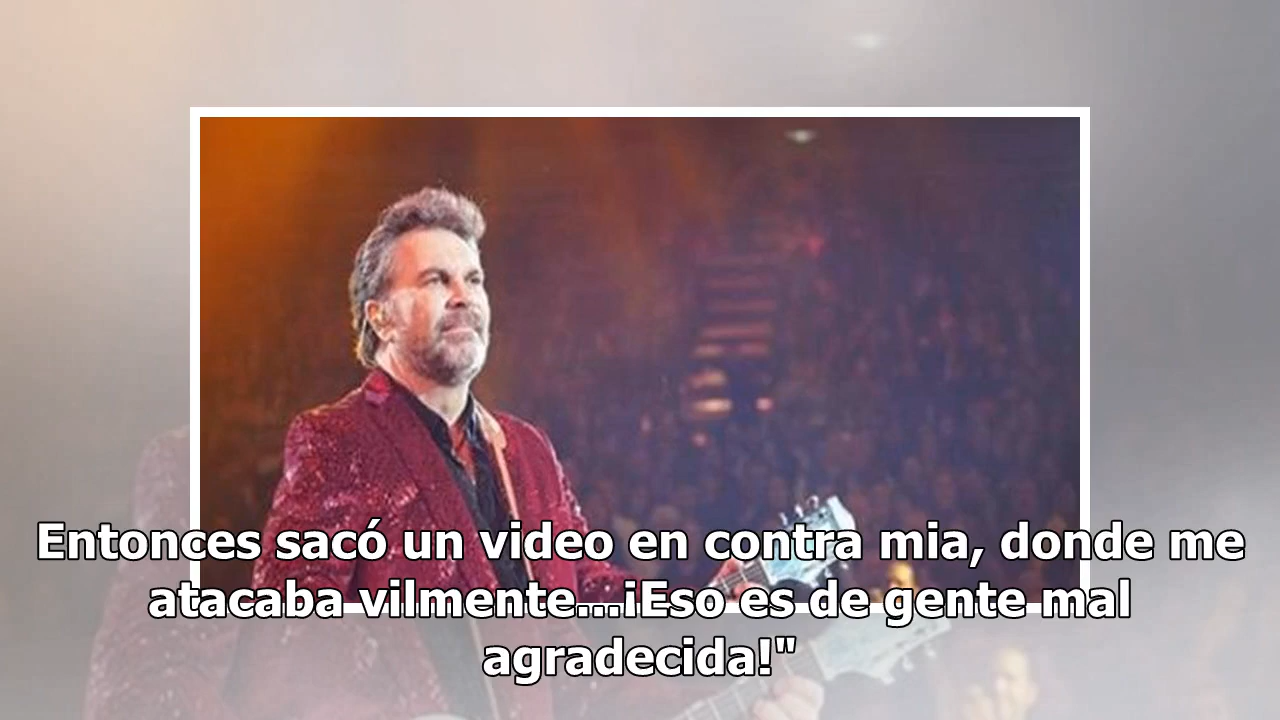 Entonces sacó un video en contra mia, donde me
atacaba vilmente...¡Eso es de gente mal
agradecida!"